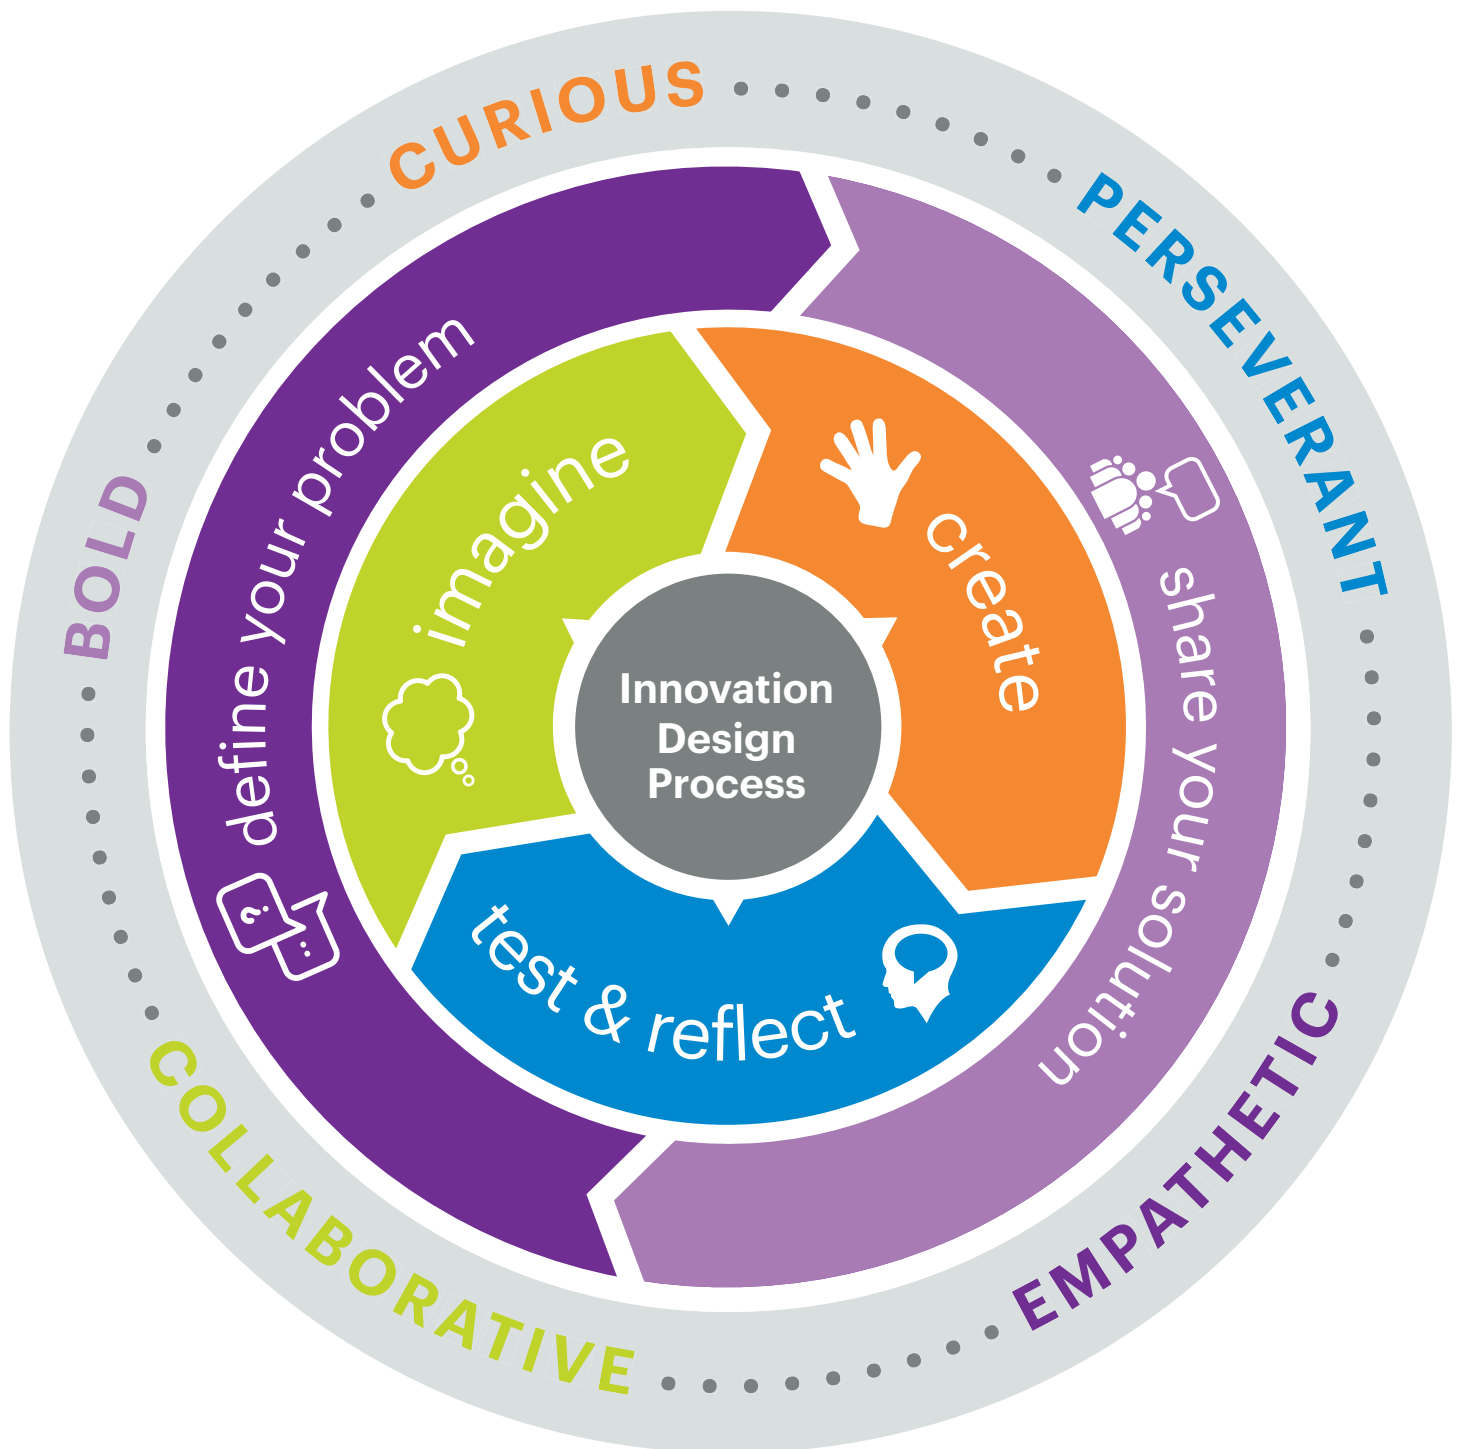 CURIOUS
PERSEVERANT
EMPATHETIC
COLLABORATIVE
BOLD
define your problem
share your solution
imagine
create
test & reflect
Innovation
Design
Process
?